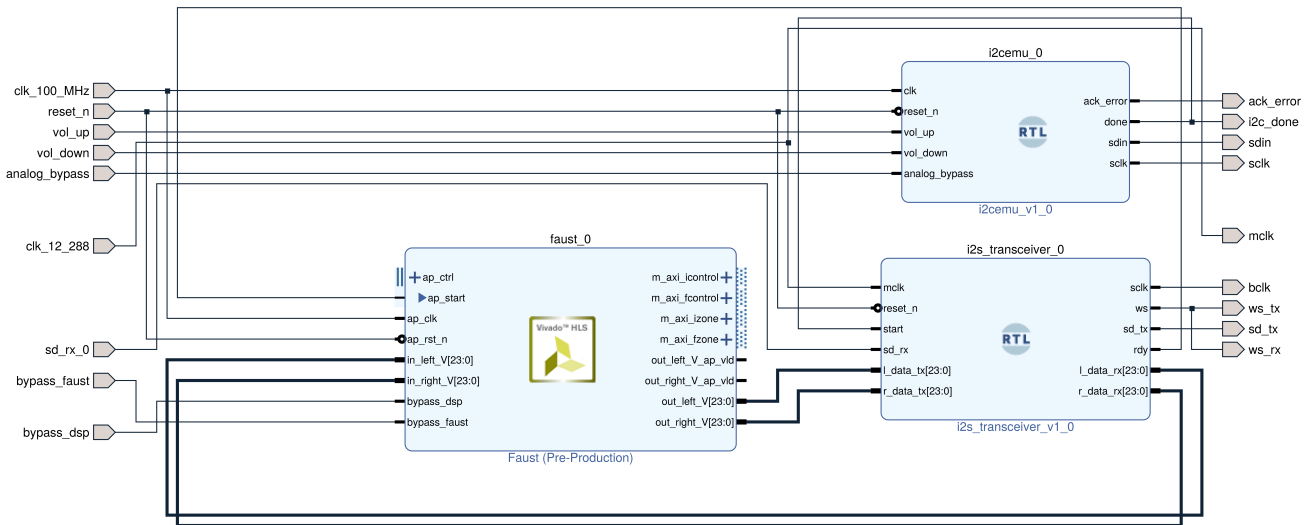 clk_100_MHz
reset_n
vol_up
vol_down
analog_bypass
clk_12_288
sd_rx_0
bypass_faust
bypass_dsp
i2cemu_0
clk
reset_n
vol_up
vol_down
analog_bypass
ack_error
done
sdin
sclk
RTL
i2cemu_v1_0
faust_0
ap_ctrl
ap_start
ap_clk
ap_rst_n
in_left_V[23:0]
in_right_V[23:0]
bypass_dsp
bypass_faust
Vivado™ HLS
m_axi_icontrol
m_axi_fcontrol
m_axi_izone
m_axi_fzone
out_left_V_ap_vld
out_right_V_ap_vld
out_left_V[23:0]
out_right_V[23:0]
Faust (Pre-Production)
i2s_transceiver_0
mclk
reset_n
start
sd_rx
l_data_tx[23:0]
r_data_tx[23:0]
RTL
sclk
ws
sd_tx
rdy
l_data_rx[23:0]
r_data_rx[23:0]
i2s_transceiver_v1_0
ack_error
i2c_done
sdin
sclk
mclk
bclk
ws_tx
sd_tx
ws_rx